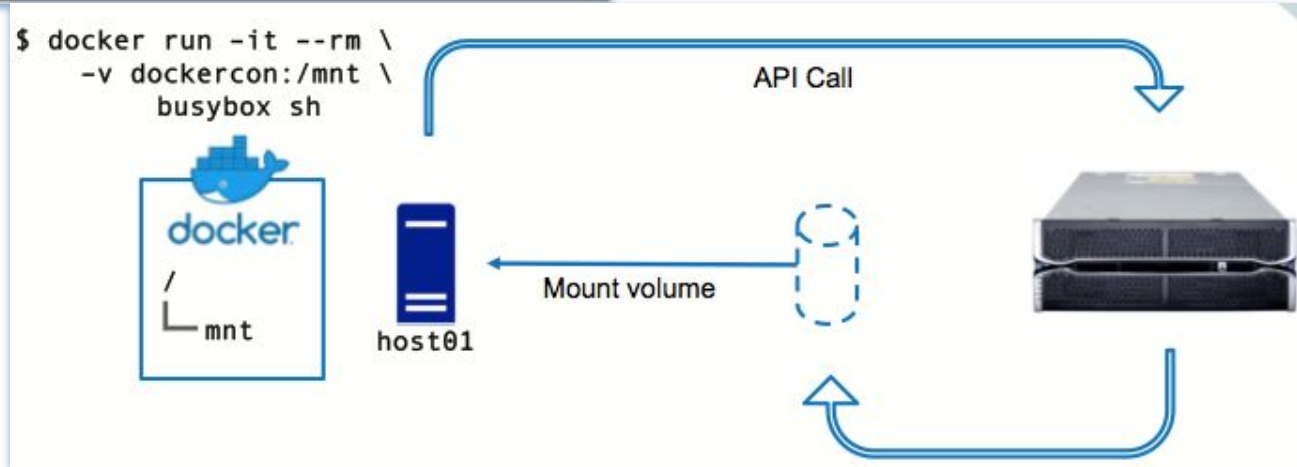 $ docker run -it --rm \
-v dockercon:/mnt \
busybox sh
API Call
docker
/
mnt
Mount volume
host01